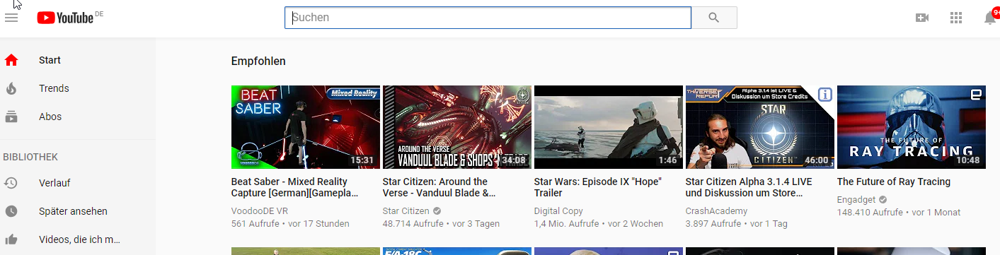 YouTube DE
Suchen
9+
Start
Trends
Abos
BIBLIOTHEK
Verlauf
Später ansehen
Videos, die ich m...
Empfohlen
BEAT
SABER
Mixed Reality
15:31
Beat Saber - Mixed Reality
Capture [German][Gamepla...
VoodooDE VR
561 Aufrufe • vor 17 Stunden
AROUND THE VERSE
VANDUUL BLADE & SHOPS
34:08
Star Citizen: Around the
Verse - Vanduul Blade &...
Star Citizen
48.714 Aufrufe • vor 3 Tagen
1:46
Star Wars: Episode IX "Hope"
Trailer
Digital Copy
1,4 Mio. Aufrufe • vor 2 Wochen
THE VERSE
REPORT
Alpha 3.1.4 ist LIVE &
Diskussion um Store Credits
STAR
CITIZEN
46:00
Star Citizen Alpha 3.1.4 LIVE
und Diskussion um Store...
CrashAcademy
3.897 Aufrufe • vor 1 Tag
THE FUTURE OF
RAY TRACING
10:48
The Future of Ray Tracing
Engadget
148.410 Aufrufe • vor 1 Monat